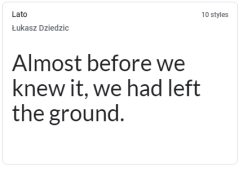 Lato
10 styles
Łukasz Dziedzic
Almost before we
knew it, we had left
the ground.